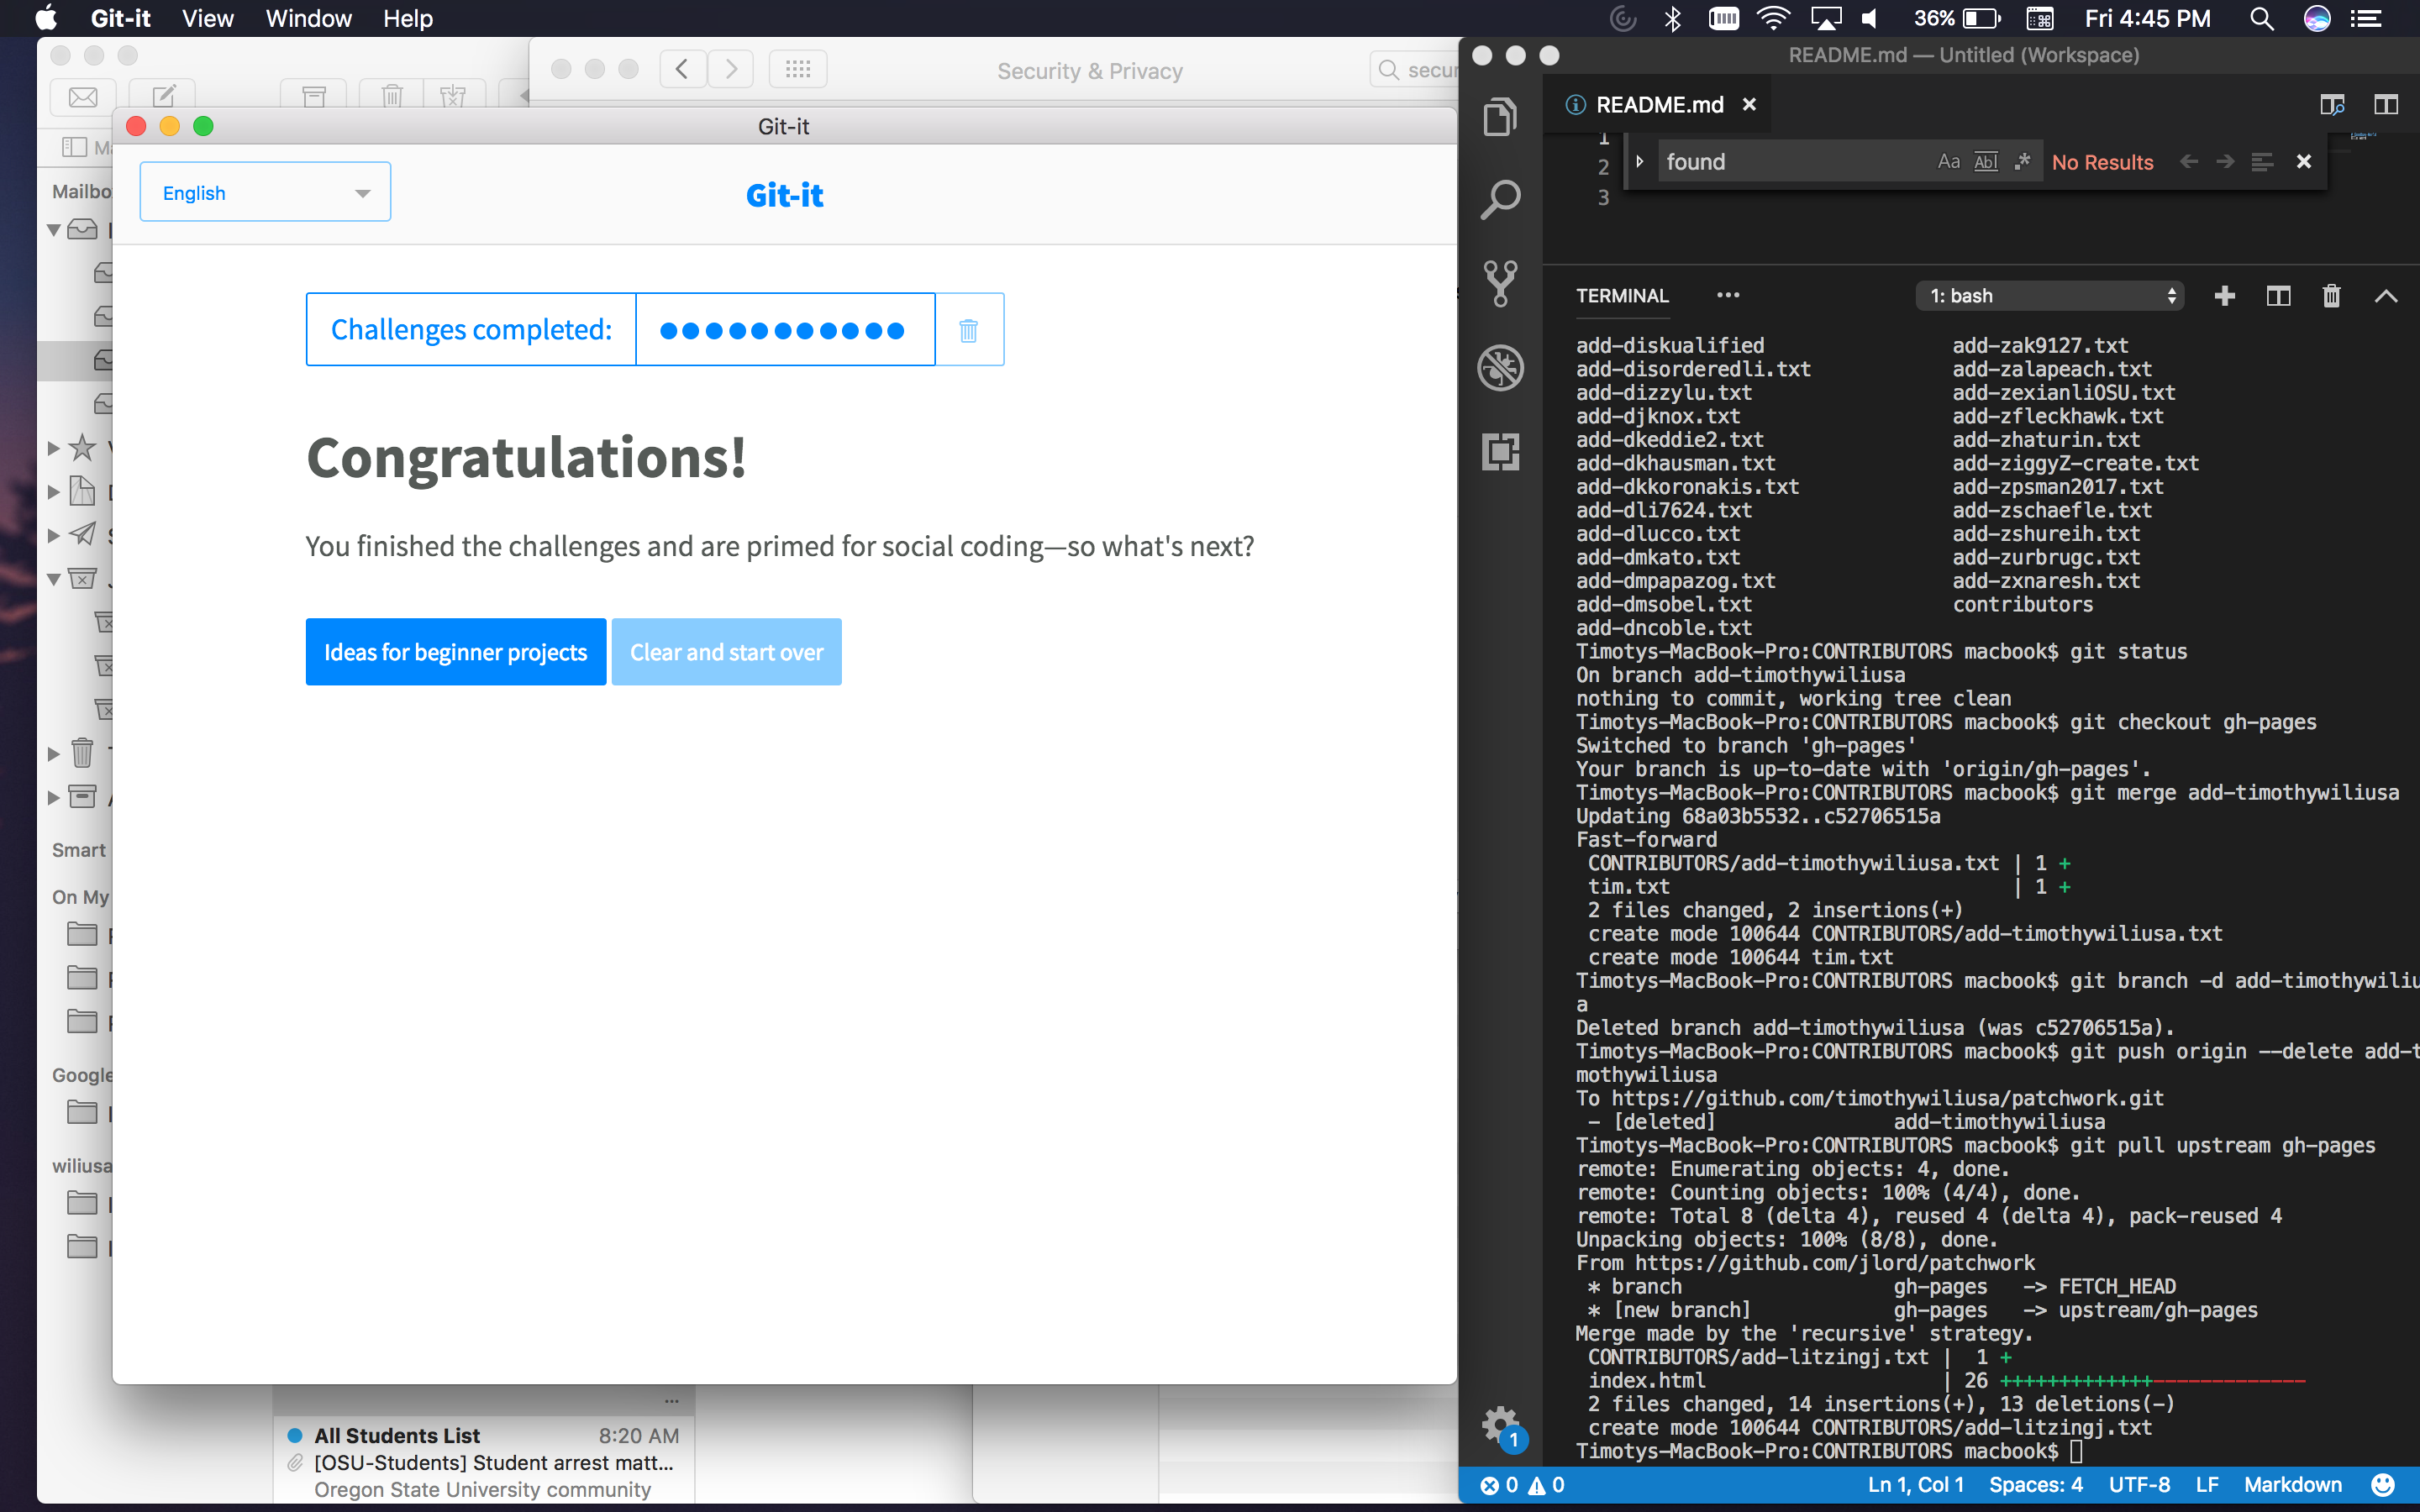 Git-it View Window Help
36%
Fri 4:45 PM
Security & Privacy
secur
Mailbo
Smart
On My
Google
wiliusa
Git-it
English
Git-it
Challenges completed:
Congratulations!
You finished the challenges and are primed for social coding—so what's next?
Ideas for beginner projects
Clear and start over
All Students List 8:20 AM
[OSU-Students] Student arrest matt...
Oregon State University community
README.md — Untitled (Workspace)
README.md
1
2
3
found
Aa Abl .*
No Results
TERMINAL ...
1: bash
add-diskualified add-zak9127.txt
add-disorderedli.txt add-zalapeach.txt
add-dizzylu.txt add-zexianliOSU.txt
add-djknox.txt add-zfleckhawk.txt
add-dkeddie2.txt add-zhaturin.txt
add-dkhausman.txt add-ziggyZ-create.txt
add-dkkoronakis.txt add-zpsman2017.txt
add-dli7624.txt add-zschaefle.txt
add-dlucco.txt add-zshureih.txt
add-dmkato.txt add-zurbrugc.txt
add-dmpapazog.txt add-zxnaresh.txt
add-dmsobel.txt contributors
add-dncoble.txt
Timotys-MacBook-Pro:CONTRIBUTORS macbook$ git status
On branch add-timothywiliusa
nothing to commit, working tree clean
Timotys-MacBook-Pro:CONTRIBUTORS macbook$ git checkout gh-pages
Switched to branch 'gh-pages'
Your branch is up-to-date with 'origin/gh-pages'.
Timotys-MacBook-Pro:CONTRIBUTORS macbook$ git merge add-timothywiliusa
Updating 68a03b5532..c52706515a
Fast-forward
CONTRIBUTORS/add-timothywiliusa.txt | 1 +
tim.txt | 1 +
2 files changed, 2 insertions(+)
create mode 100644 CONTRIBUTORS/add-timothywiliusa.txt
create mode 100644 tim.txt
Timotys-MacBook-Pro:CONTRIBUTORS macbook$ git branch -d add-timothywiliu
a
Deleted branch add-timothywiliusa (was c52706515a).
Timotys-MacBook-Pro:CONTRIBUTORS macbook$ git push origin --delete add-t
mothywiliusa
To https://github.com/timothywiliusa/patchwork.git
- [deleted] add-timothywiliusa
Timotys-MacBook-Pro:CONTRIBUTORS macbook$ git pull upstream gh-pages
remote: Enumerating objects: 4, done.
remote: Counting objects: 100% (4/4), done.
remote: Total 8 (delta 4), reused 4 (delta 4), pack-reused 4
Unpacking objects: 100% (8/8), done.
From https://github.com/jlord/patchwork
* branch gh-pages -> FETCH_HEAD
* [new branch] gh-pages -> upstream/gh-pages
Merge made by the 'recursive' strategy.
CONTRIBUTORS/add-litzingj.txt | 1 +
index.html | 26 +++++++++++++-------------
2 files changed, 14 insertions(+), 13 deletions(-)
create mode 100644 CONTRIBUTORS/add-litzingj.txt
Timotys-MacBook-Pro:CONTRIBUTORS macbook$
1
0 0
Ln 1, Col 1 Spaces: 4 UTF-8 LF Markdown